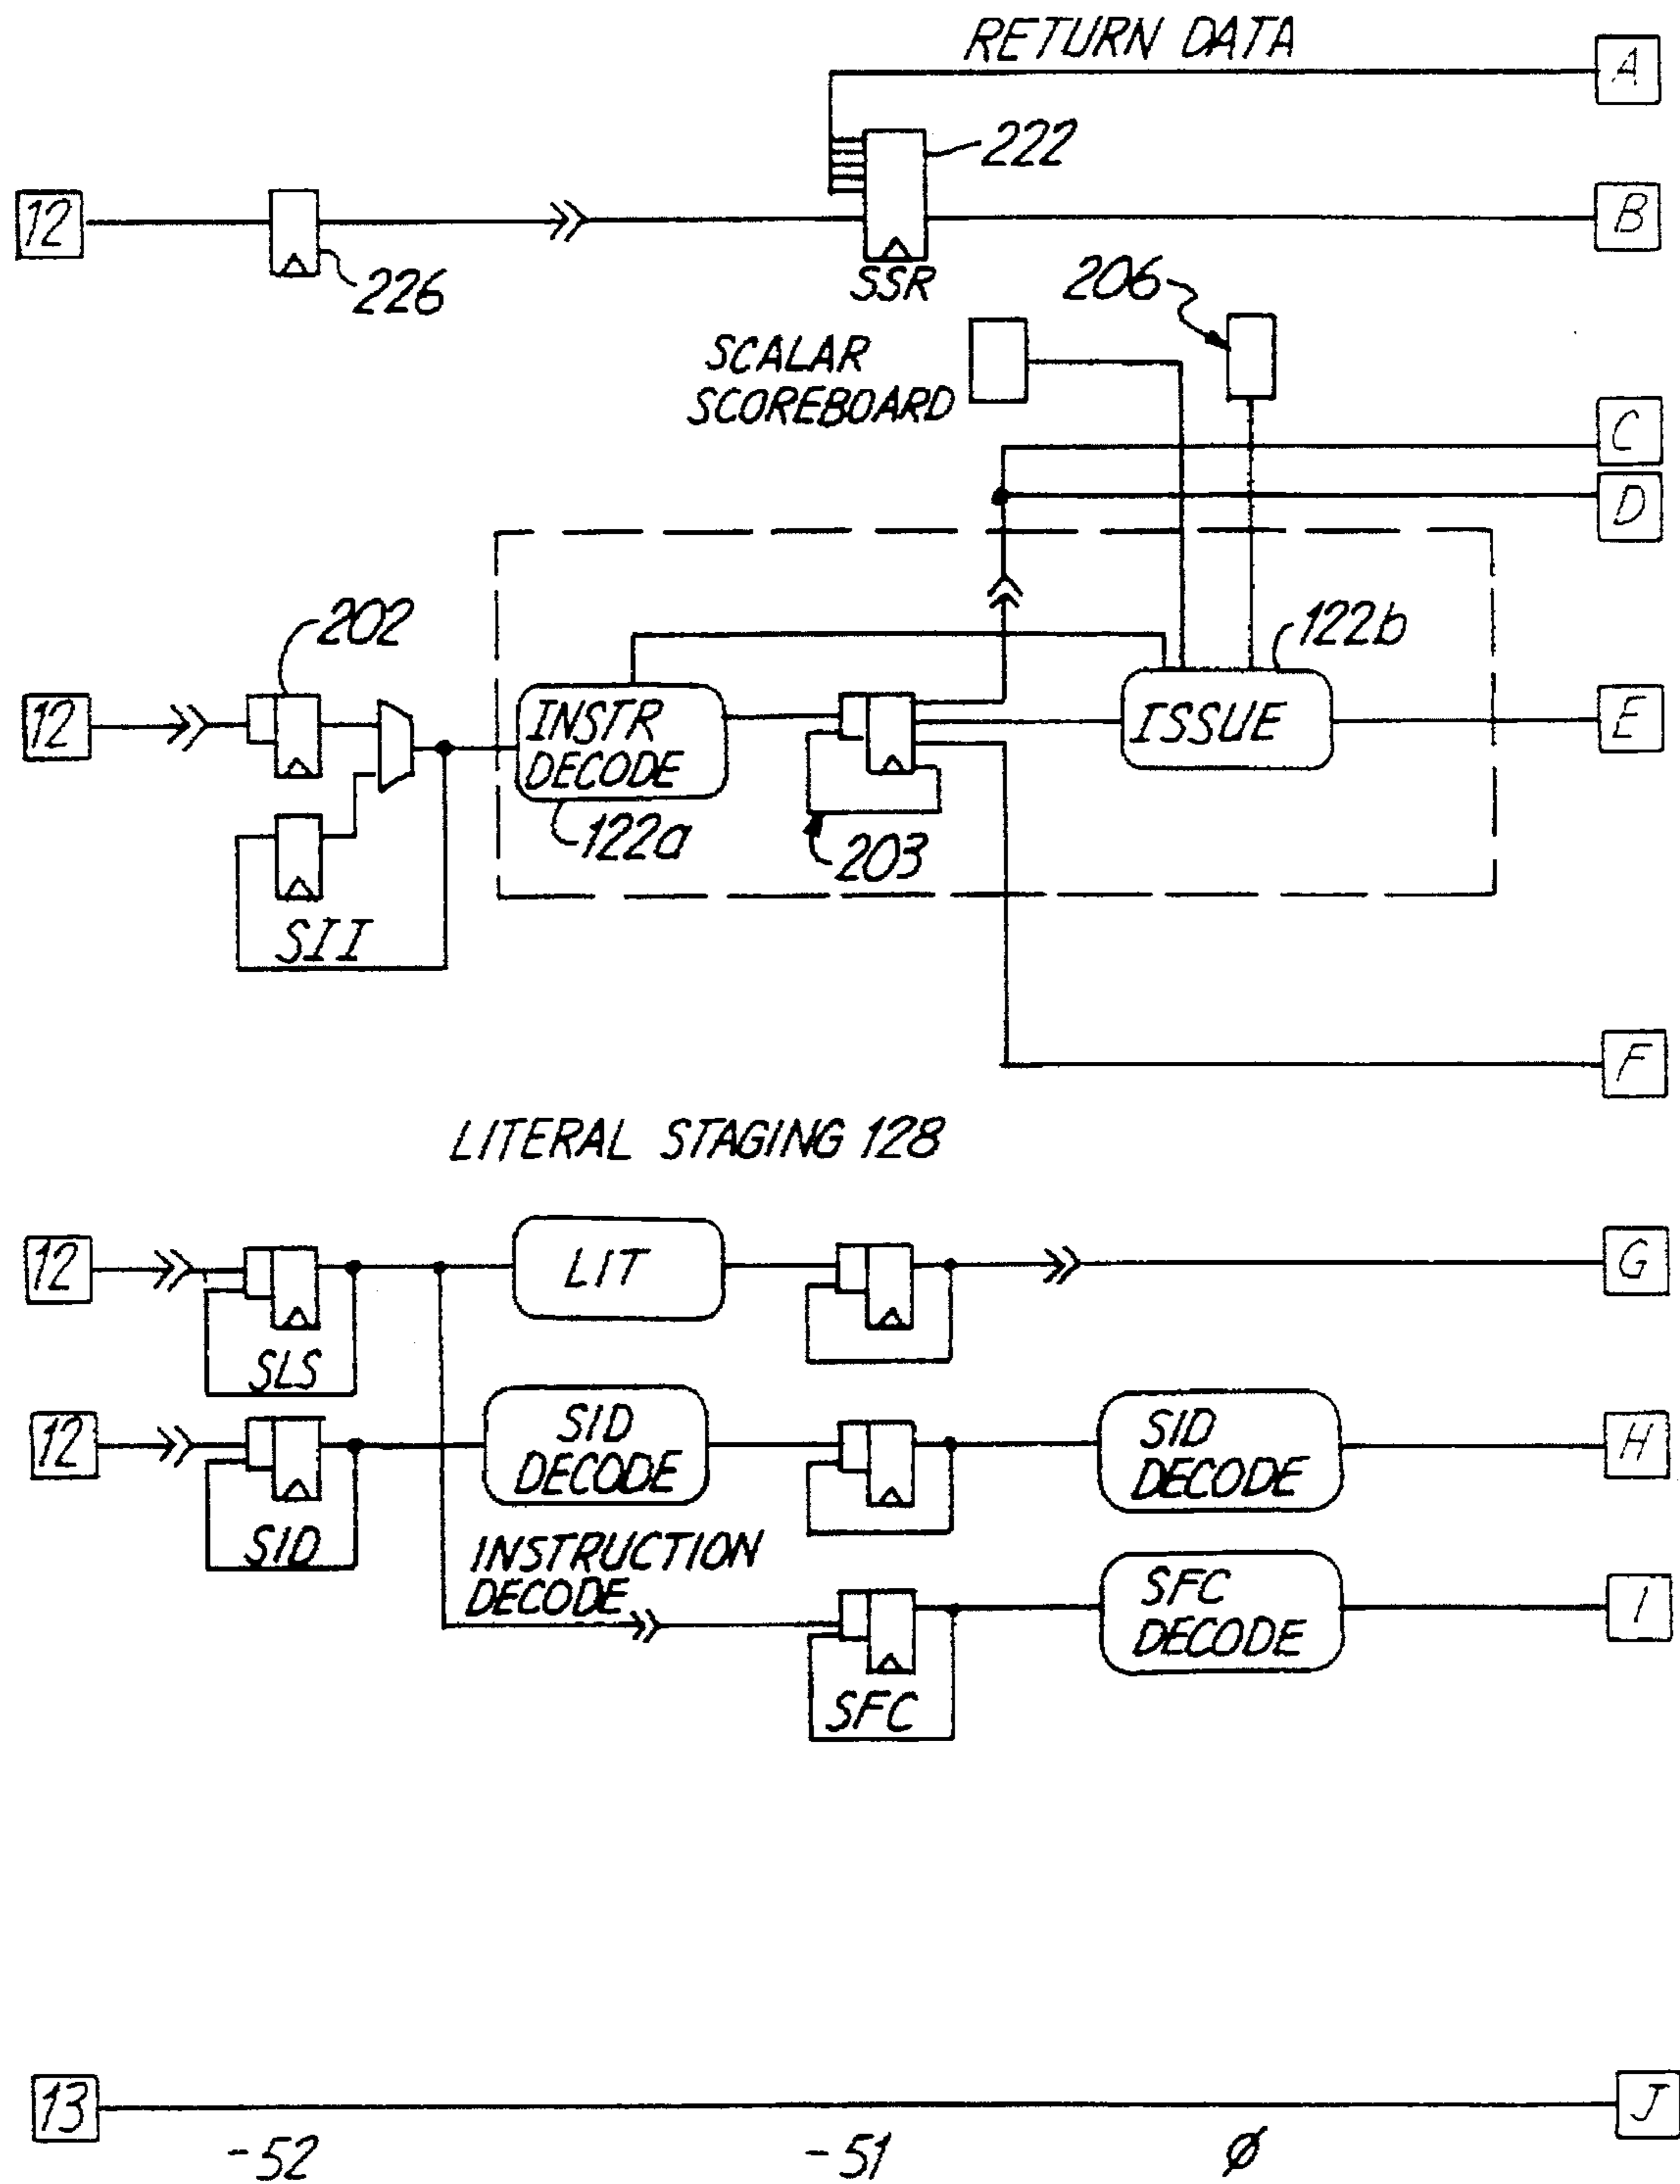 RETURN DATA
A
222
12
B
226
SSR
206
SCALAR
SCOREBOARD
C
D
202
122b
12
INSTR
DECODE
ISSUE
E
122a
203
SII
F
LITERAL STAGING 128
12
LIT
G
SLS
12
SID
DECODE
SID
DECODE
H
SID
INSTRUCTION
DECODE
SFC
DECODE
I
SFC
13
J
-52
-51
ø